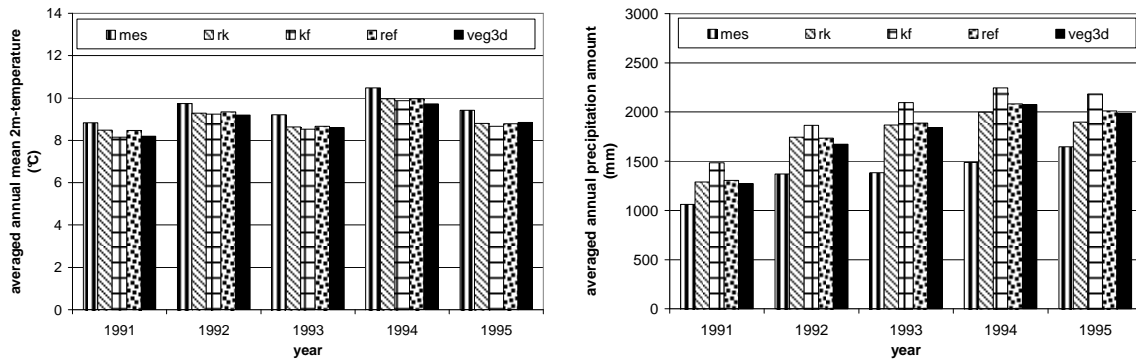 14
12
10
8
6
4
2
0
averaged annual mean 2m-temperature
(°C)
mes rk kf ref veg3d
1991 1992 1993 1994 1995
year
3000
2500
2000
1500
1000
500
0
averaged annual precipitation amount
(mm)
mes rk kf ref veg3d
1991 1992 1993 1994 1995
year